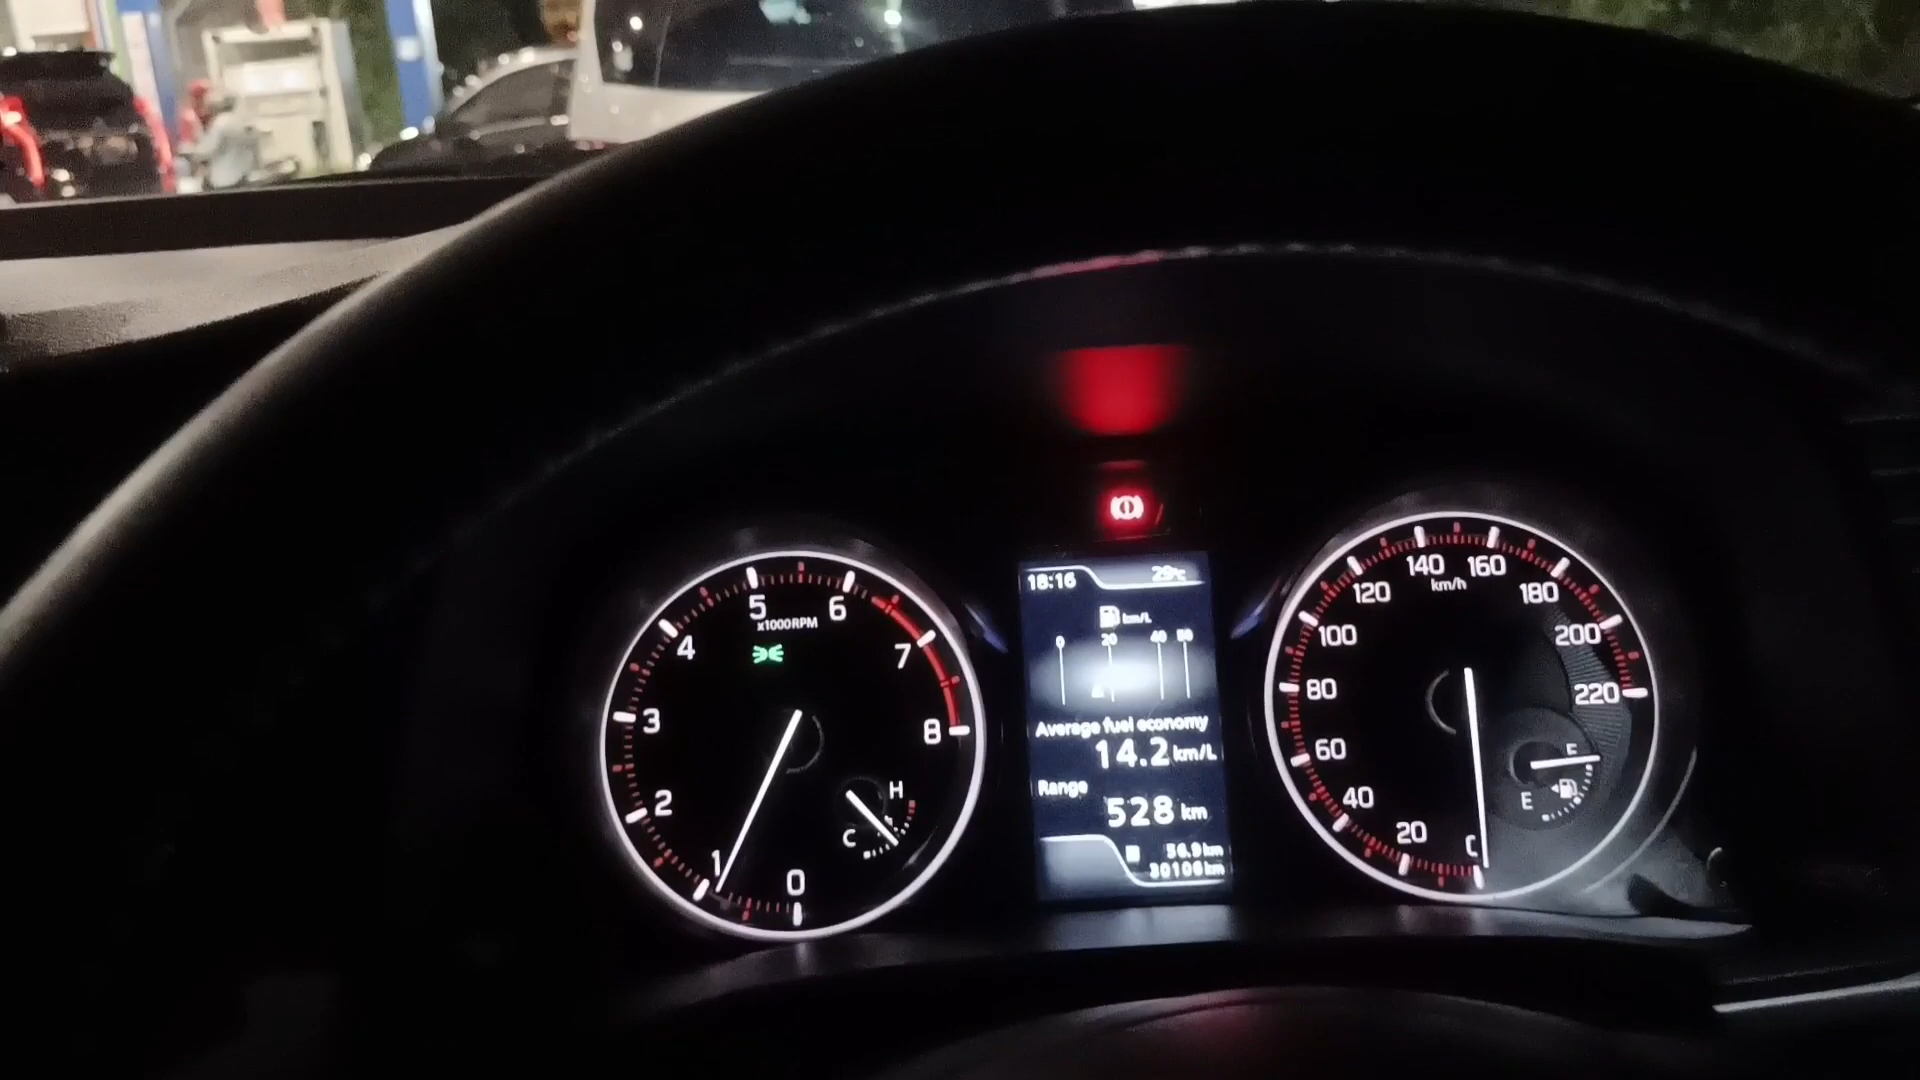 5 6
x1000RPM
4 7
3 8
2 H
1 0 C
18:16 29°C
km/L
0 20 40
Average fuel economy
14.2 km/L
Range
528 km
56.9 km
30106 km
140 160
km/h
120 180
100 200
80 220
60 F
40 E
20